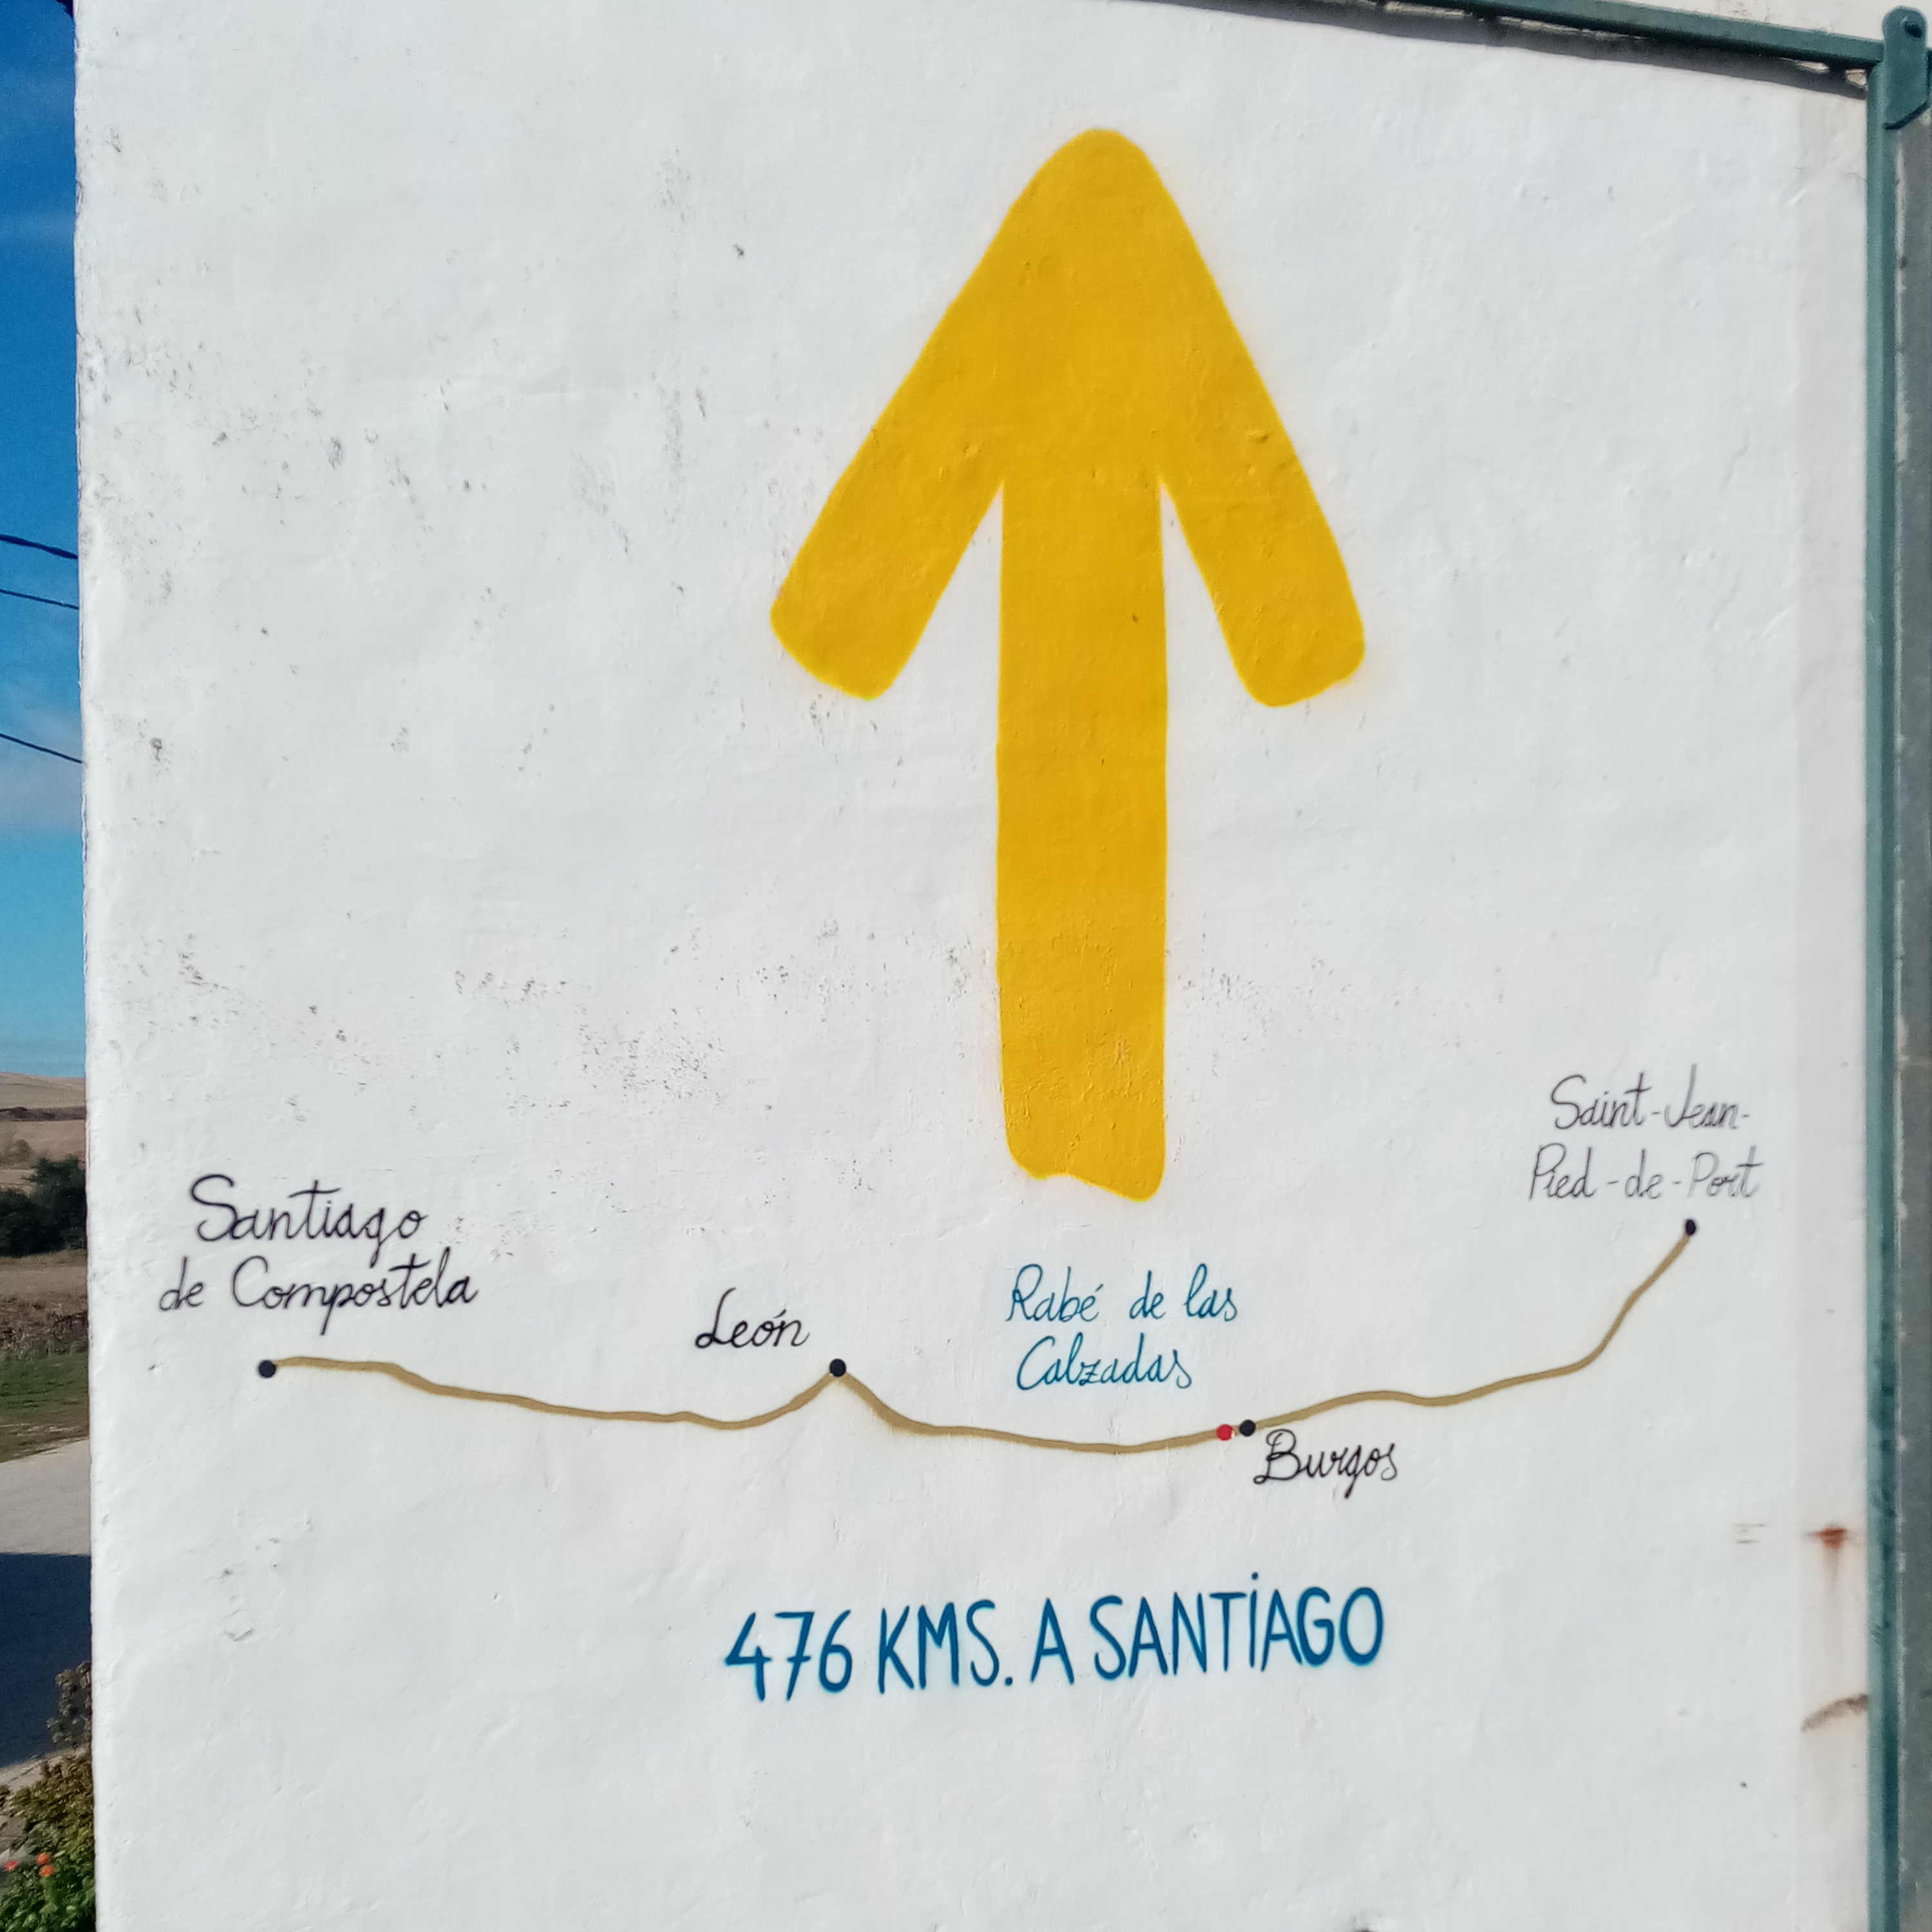 Saint-Jean-
Pied-de-Port
Santiago
de Compostela
León
Rabé de las
Calzadas
Burgos
476 KMS. A SANTIAGO